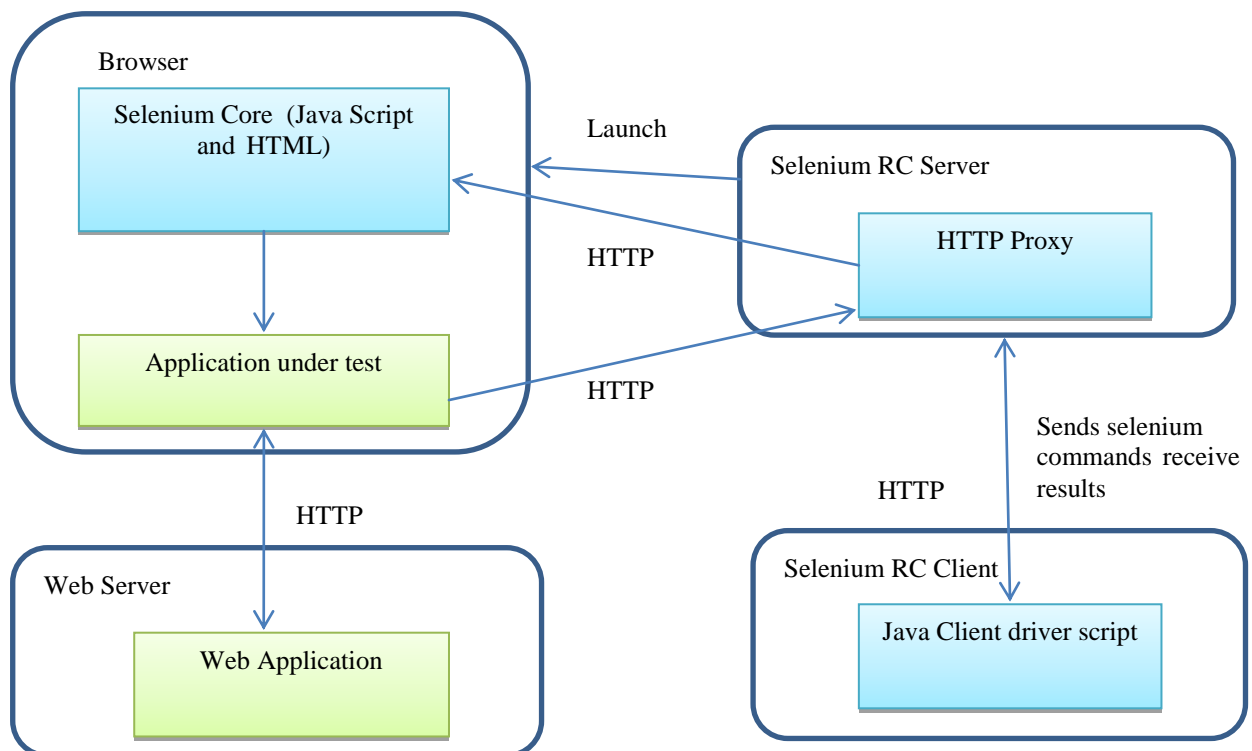 Browser
Selenium Core (Java Script
and HTML)
Launch
Selenium RC Server
HTTP Proxy
HTTP
Application under test
HTTP
Sends selenium
commands receive
results
HTTP
HTTP
Web Server
Web Application
Selenium RC Client
Java Client driver script